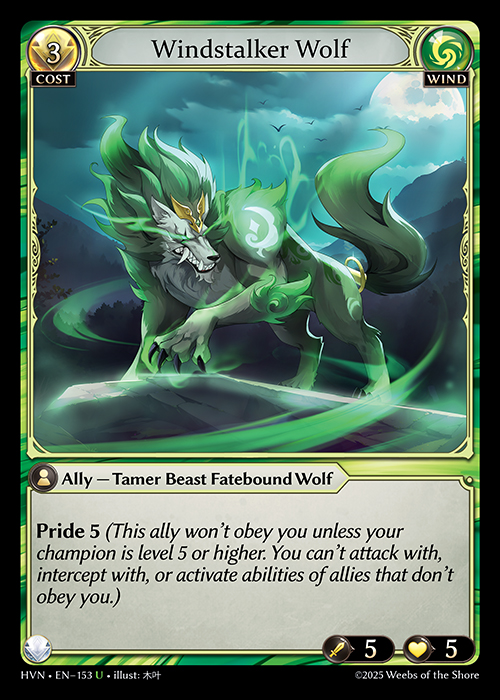 3
COST
Windstalker Wolf
WIND
Ally — Tamer Beast Fatebound Wolf
Pride 5 (This ally won't obey you unless your
champion is level 5 or higher. You can't attack with,
intercept with, or activate abilities of allies that don't
obey you.)
5
5
HVN • EN-153 U • illust: 木叶
©2025 Weebs of the Shore